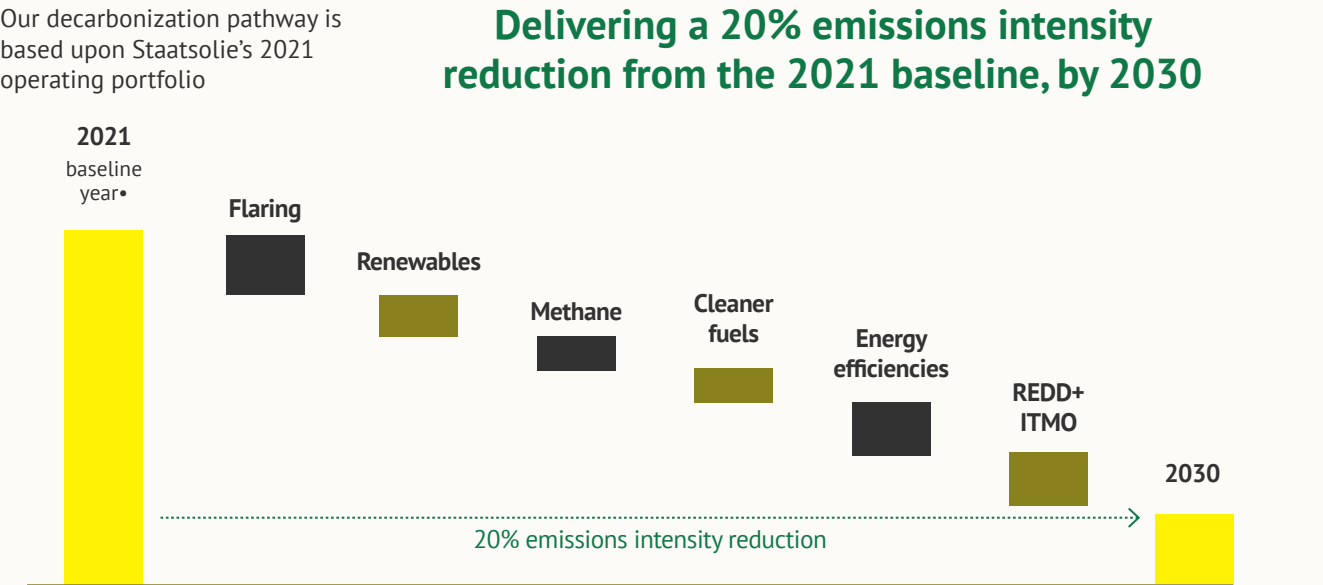 Our decarbonization pathway is
based upon Staatsolie’s 2021
operating portfolio
Delivering a 20% emissions intensity
reduction from the 2021 baseline, by 2030
2021
baseline
year•
Flaring
Renewables
Methane
Cleaner
fuels
Energy
efficiencies
REDD+
ITMO
2030
20% emissions intensity reduction